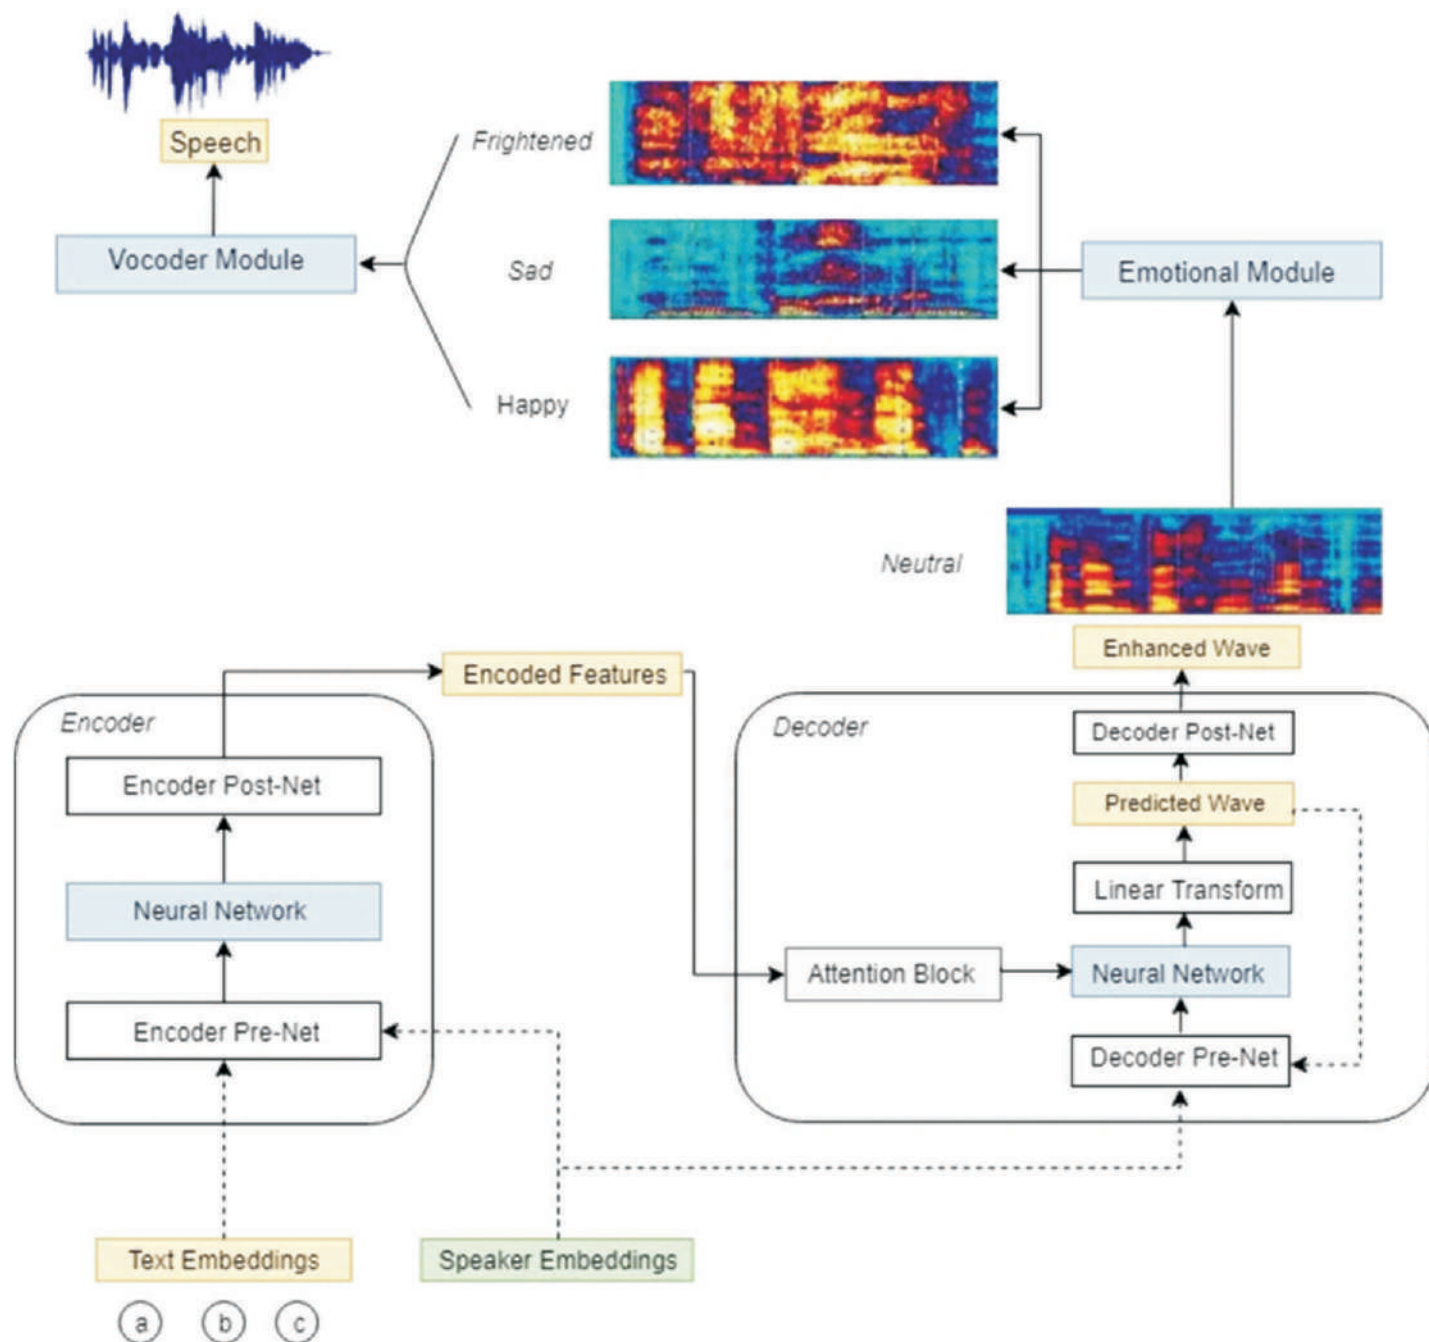 Speech
Frightened
Vocoder Module
Sad
Emotional Module
Happy
Neutral
Enhanced Wave
Encoded Features
Encoder
Decoder
Decoder Post-Net
Encoder Post-Net
Predicted Wave
Linear Transform
Neural Network
Attention Block
Neural Network
Encoder Pre-Net
Decoder Pre-Net
Text Embeddings
Speaker Embeddings
a b c